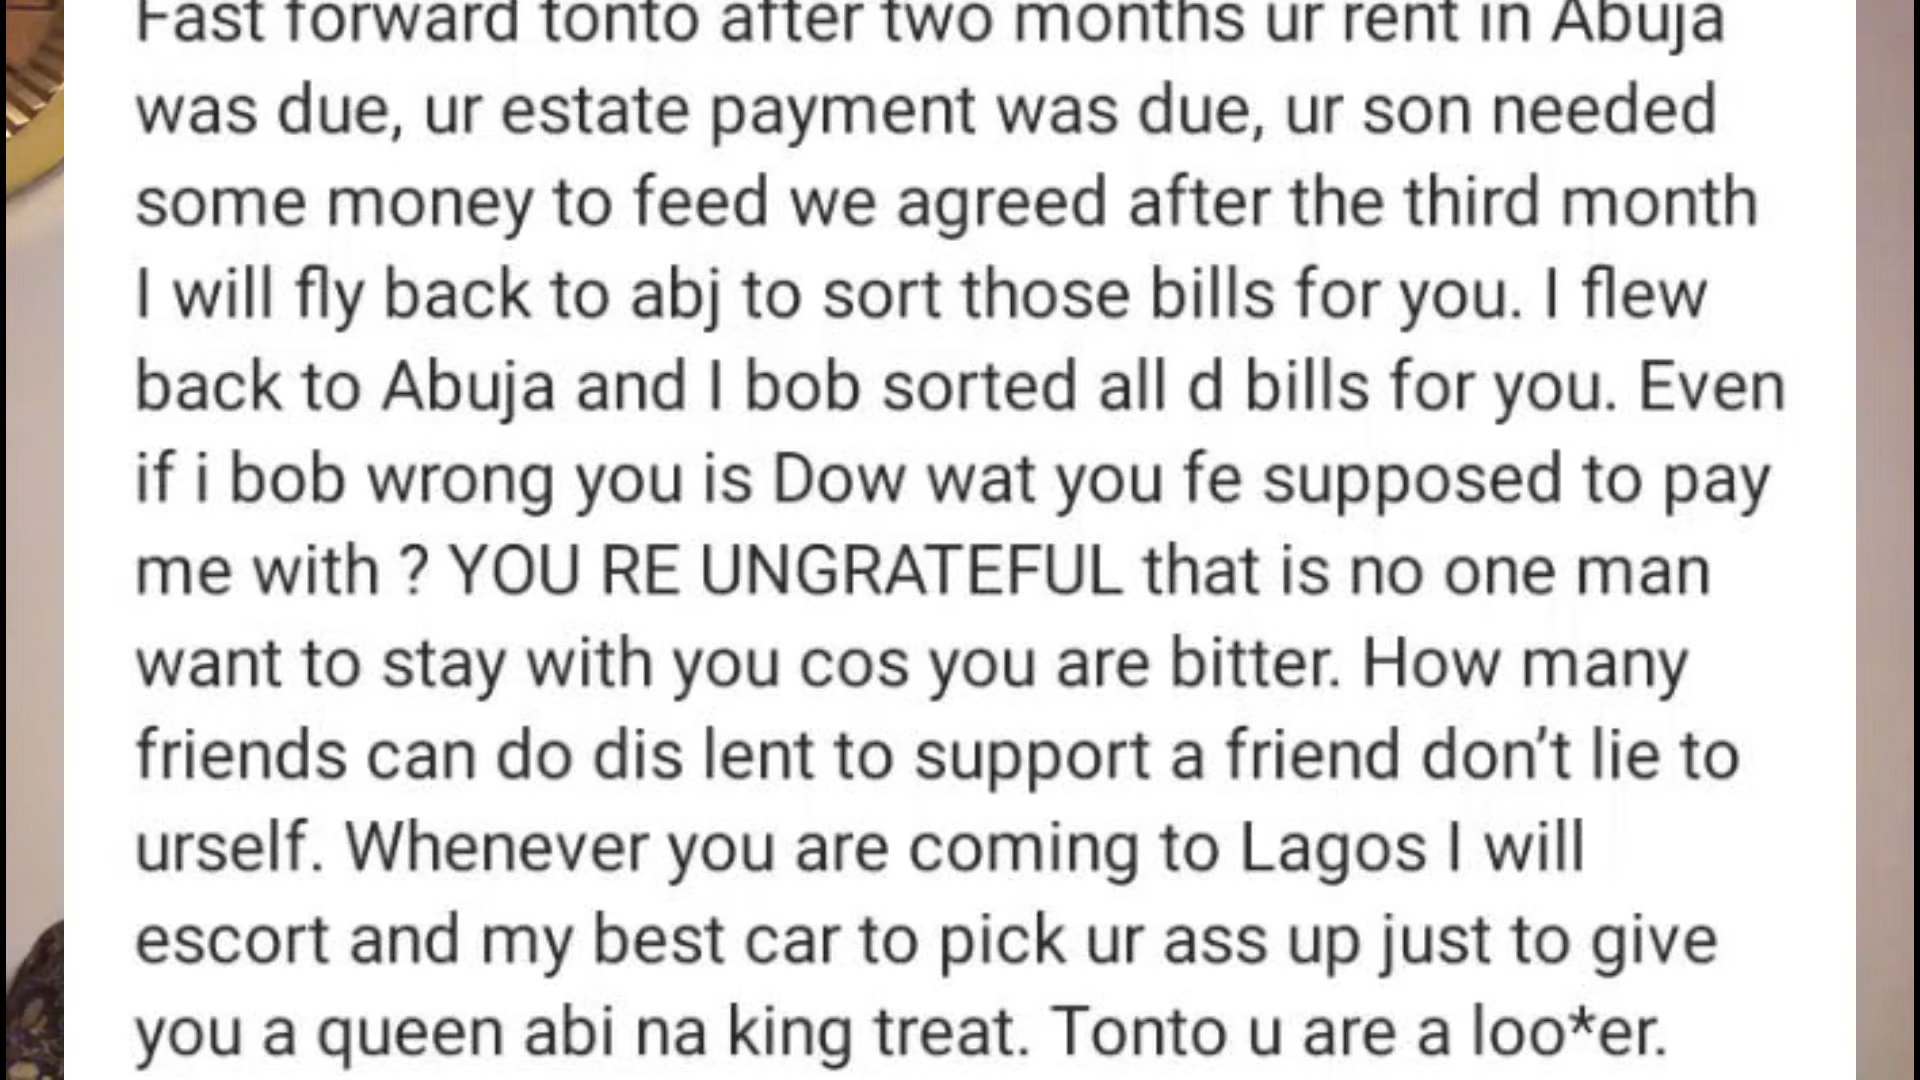 Fast forward tonto after two months ur rent in Abuja
was due, ur estate payment was due, ur son needed
some money to feed we agreed after the third month
I will fly back to abj to sort those bills for you. I flew
back to Abuja and I bob sorted all d bills for you. Even
if i bob wrong you is Dow wat you fe supposed to pay
me with ? YOU RE UNGRATEFUL that is no one man
want to stay with you cos you are bitter. How many
friends can do dis lent to support a friend don’t lie to
urself. Whenever you are coming to Lagos I will
escort and my best car to pick ur ass up just to give
you a queen abi na king treat. Tonto u are a loo*er.